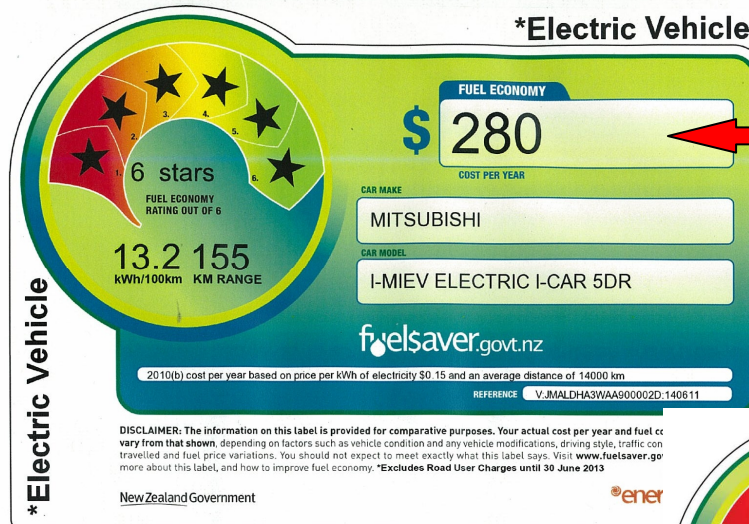 *Electric Vehicle
FUEL ECONOMY
$ 280
COST PER YEAR
1.
2.
3.
4.
5.
6.
6 stars
FUEL ECONOMY
RATING OUT OF 6
13.2 155
kWh/100km KM RANGE
CAR MAKE
MITSUBISHI
CAR MODEL
I-MIEV ELECTRIC I-CAR 5DR
fuel$aver.govt.nz
2010(b) cost per year based on price per kWh of electricity $0.15 and an average distance of 14000 km
REFERENCE V:JMALDHA3WAA900002D:140611
*Electric Vehicle
DISCLAIMER: The information on this label is provided for comparative purposes. Your actual cost per year and fuel
vary from that shown, depending on factors such as vehicle condition and any vehicle modifications, driving style, traffic con
travelled and fuel price variations. You should not expect to meet exactly what this label says. Visit www.fuelsaver.go
more about this label, and how to improve fuel economy. *Excludes Road User Charges until 30 June 2013
New Zealand Government
ener